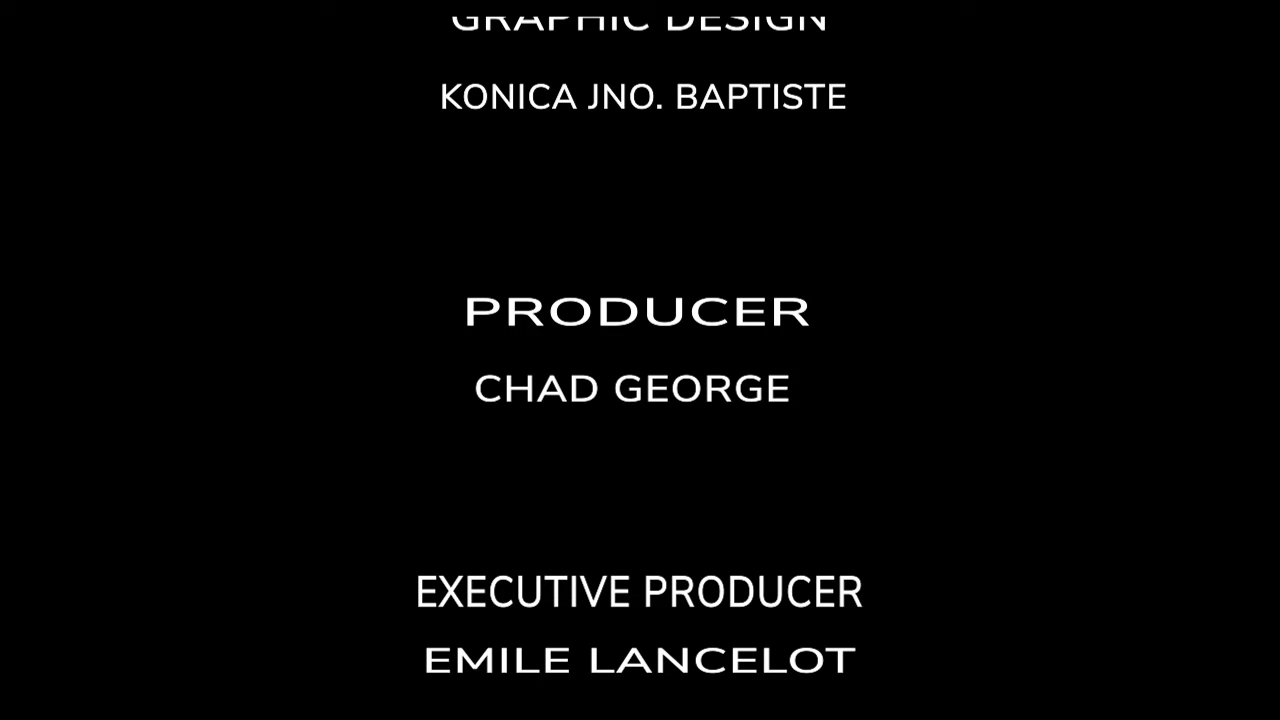 GRAPHIC DESIGN
KONICA JNO. BAPTISTE
PRODUCER
CHAD GEORGE
EXECUTIVE PRODUCER
EMILE LANCELOT